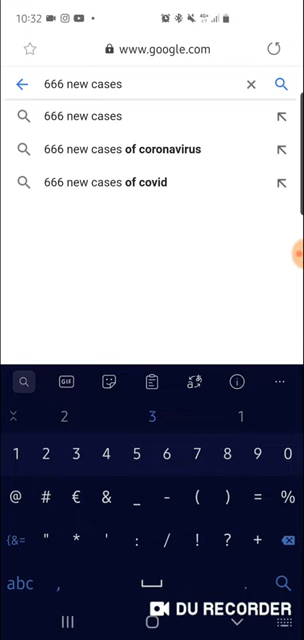 10:32
www.google.com
666 new cases
666 new cases
666 new cases of coronavirus
666 new cases of covid
GIF
2 3 1
1 2 3 4 5 6 7 8 9 0
@ # € & _ - ( ) = %
{&= " * ' : / ! ? +
abc , .
DU RECORDER